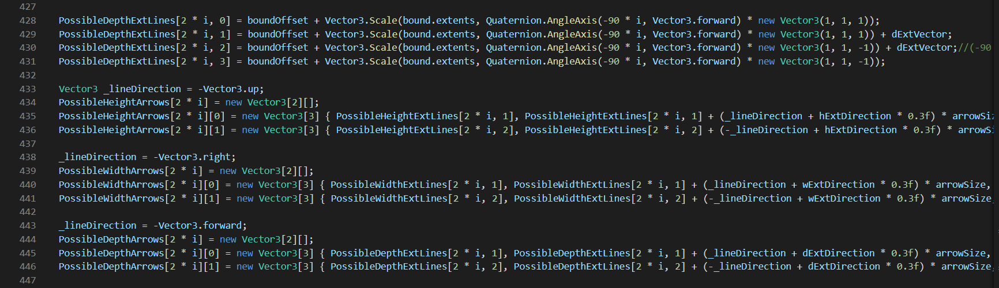 427
428 PossibleDepthExtLines[2 * i, 0] = boundOffset + Vector3.Scale(bound.extents, Quaternion.AngleAxis(-90 * i, Vector3.forward) * new Vector3(1, 1, 1));
429 PossibleDepthExtLines[2 * i, 1] = boundOffset + Vector3.Scale(bound.extents, Quaternion.AngleAxis(-90 * i, Vector3.forward) * new Vector3(1, 1, 1)) + dExtVector;
430 PossibleDepthExtLines[2 * i, 2] = boundOffset + Vector3.Scale(bound.extents, Quaternion.AngleAxis(-90 * i, Vector3.forward) * new Vector3(1, 1, -1)) + dExtVector;//(-90
431 PossibleDepthExtLines[2 * i, 3] = boundOffset + Vector3.Scale(bound.extents, Quaternion.AngleAxis(-90 * i, Vector3.forward) * new Vector3(1, 1, -1));
432
433 Vector3 _lineDirection = -Vector3.up;
434 PossibleHeightArrows[2 * i] = new Vector3[2][];
435 PossibleHeightArrows[2 * i][0] = new Vector3[3] { PossibleHeightExtLines[2 * i, 1], PossibleHeightExtLines[2 * i, 1] + (_lineDirection + hExtDirection * 0.3f) * arrowSiz
436 PossibleHeightArrows[2 * i][1] = new Vector3[3] { PossibleHeightExtLines[2 * i, 2], PossibleHeightExtLines[2 * i, 2] + (-_lineDirection + hExtDirection * 0.3f) * arrowS
437
438 _lineDirection = -Vector3.right;
439 PossibleWidthArrows[2 * i] = new Vector3[2][];
440 PossibleWidthArrows[2 * i][0] = new Vector3[3] { PossibleWidthExtLines[2 * i, 1], PossibleWidthExtLines[2 * i, 1] + (_lineDirection + wExtDirection * 0.3f) * arrowSize,
441 PossibleWidthArrows[2 * i][1] = new Vector3[3] { PossibleWidthExtLines[2 * i, 2], PossibleWidthExtLines[2 * i, 2] + (-_lineDirection + wExtDirection * 0.3f) * arrowSize
442
443 _lineDirection = -Vector3.forward;
444 PossibleDepthArrows[2 * i] = new Vector3[2][];
445 PossibleDepthArrows[2 * i][0] = new Vector3[3] { PossibleDepthExtLines[2 * i, 1], PossibleDepthExtLines[2 * i, 1] + (_lineDirection + dExtDirection * 0.3f) * arrowSize,
446 PossibleDepthArrows[2 * i][1] = new Vector3[3] { PossibleDepthExtLines[2 * i, 2], PossibleDepthExtLines[2 * i, 2] + (-_lineDirection + dExtDirection * 0.3f) * arrowSize
447